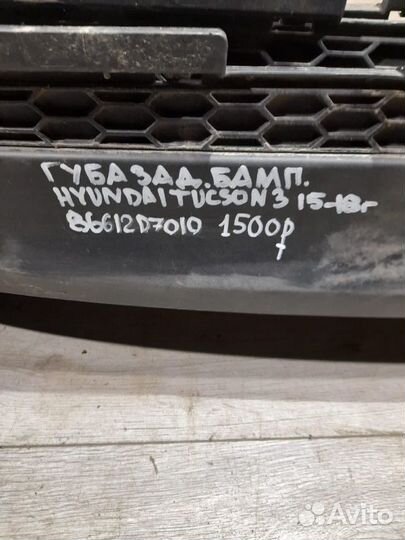 ГУБА ЗАД. БАМП.
HYUNDAI TUCSON 3 15-18г
86612D7010 1500р
т
Avito